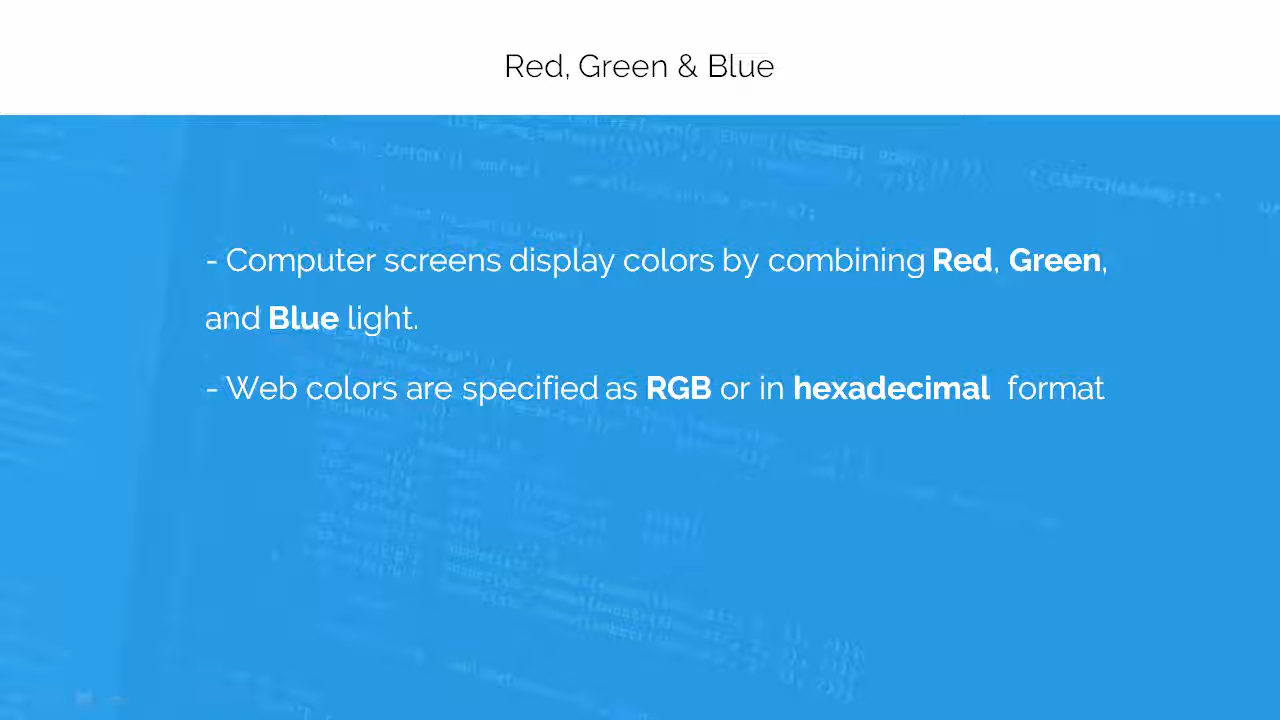 Red, Green & Blue
- Computer screens display colors by combining Red, Green,
and Blue light.
- Web colors are specified as RGB or in hexadecimal format